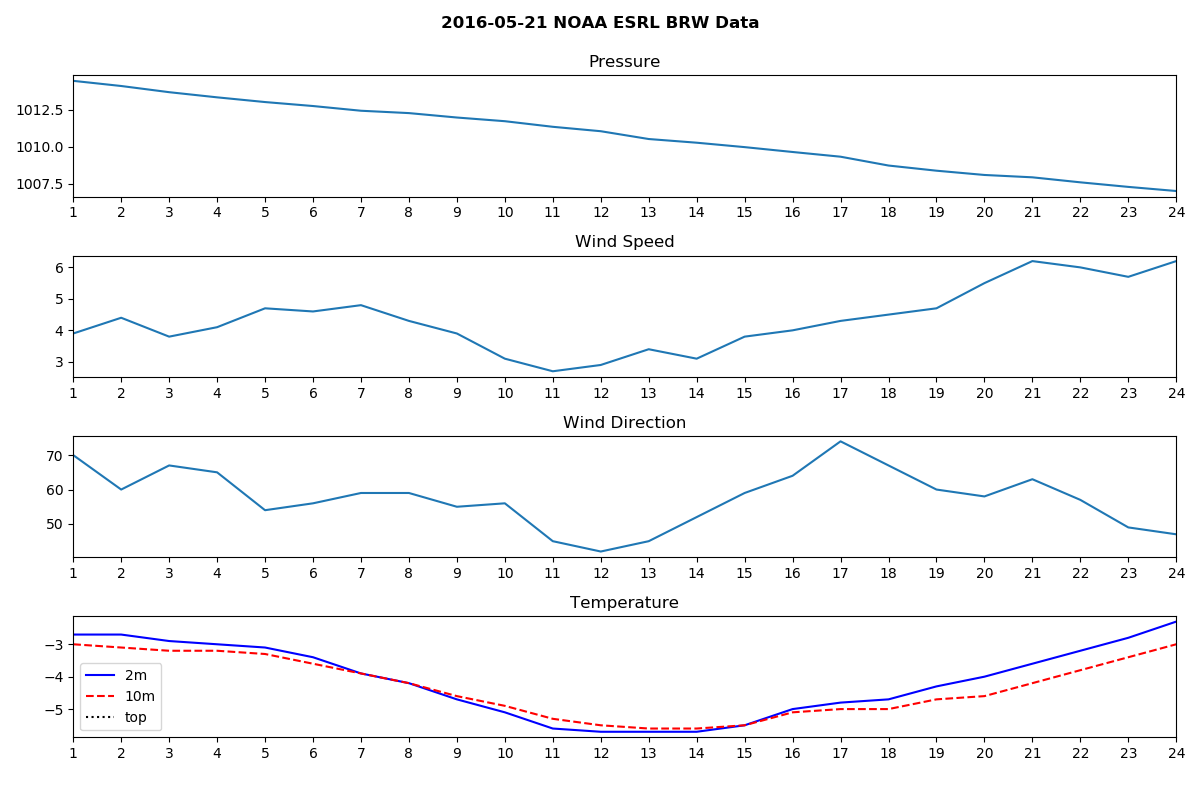 2016-05-21 NOAA ESRL BRW Data
Pressure
1012.5
1010.0
1007.5
1 2 3 4 5 6 7 8 9 10 11 12 13 14 15 16 17 18 19 20 21 22 23 24
Wind Speed
6
5
4
3
1 2 3 4 5 6 7 8 9 10 11 12 13 14 15 16 17 18 19 20 21 22 23 24
Wind Direction
70
60
50
1 2 3 4 5 6 7 8 9 10 11 12 13 14 15 16 17 18 19 20 21 22 23 24
Temperature
−3
−4
−5
2m
10m
top
1 2 3 4 5 6 7 8 9 10 11 12 13 14 15 16 17 18 19 20 21 22 23 24